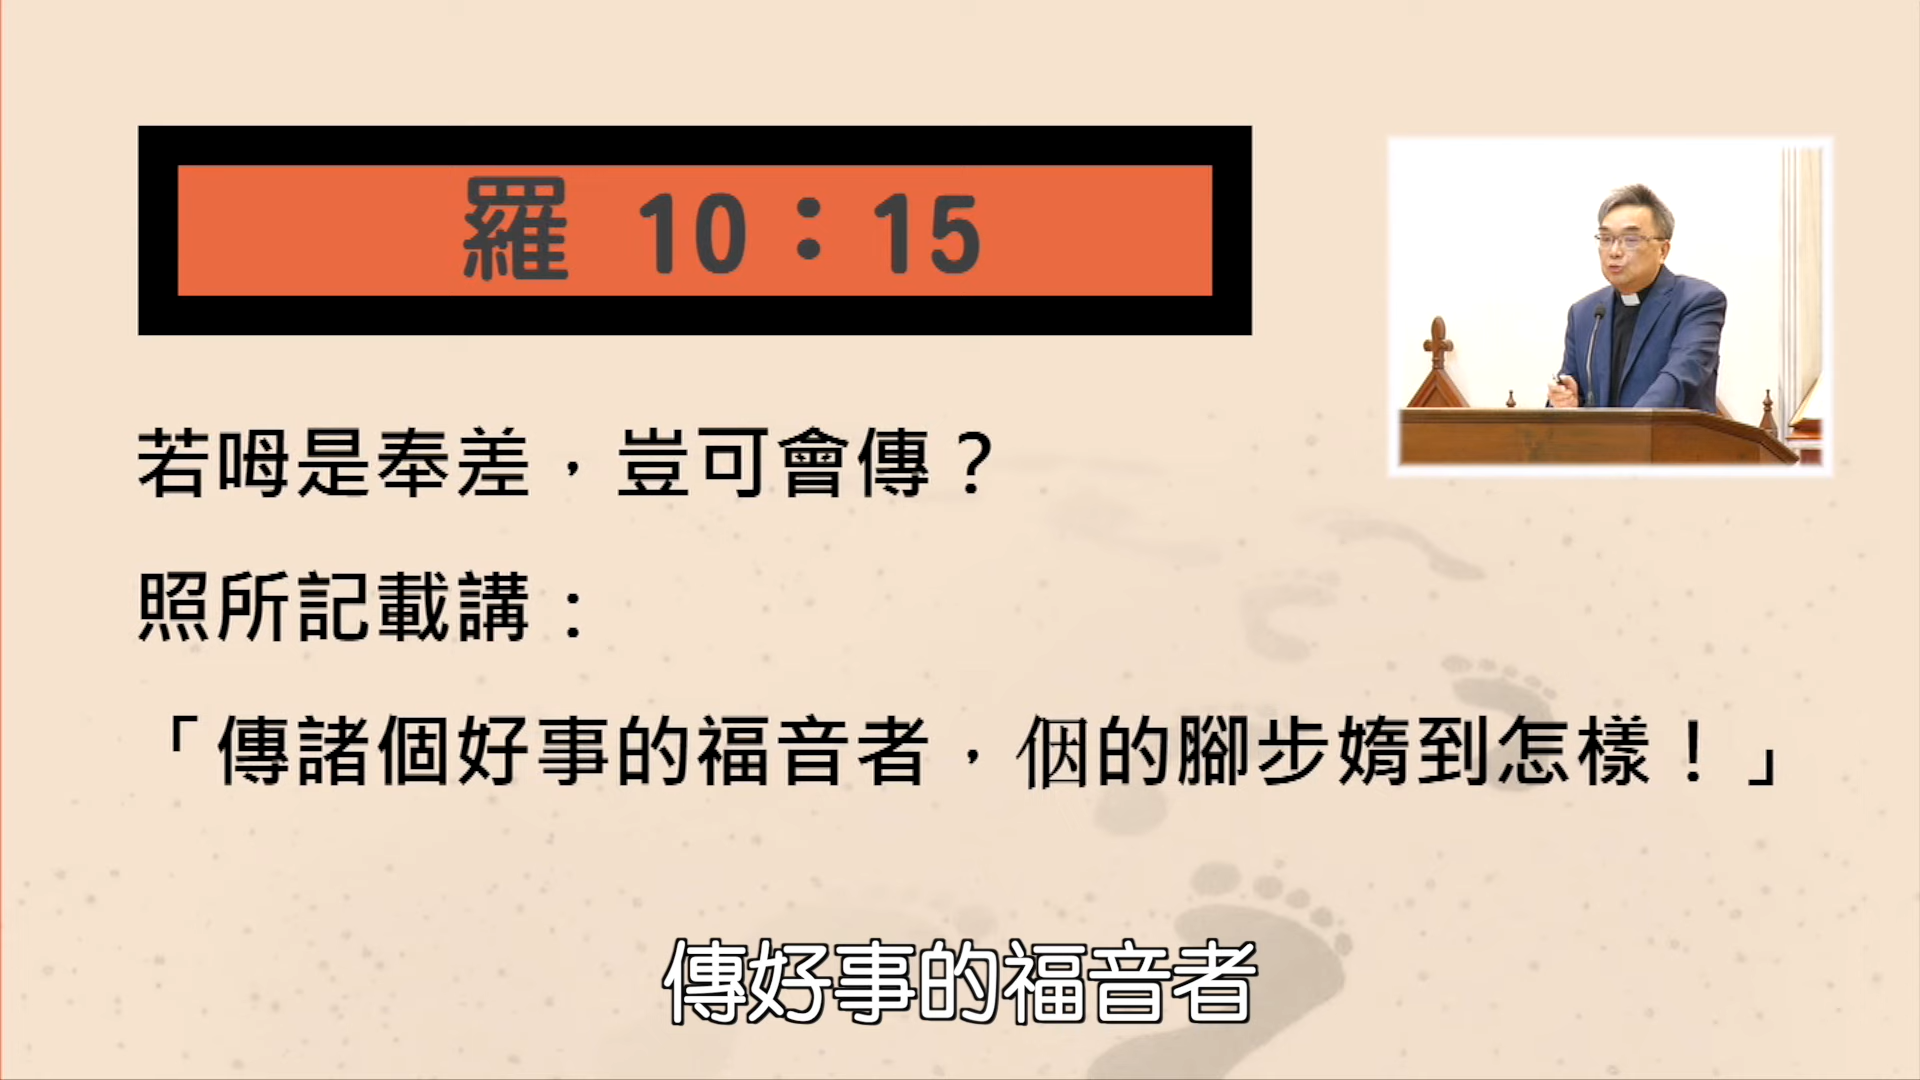 羅 10：15
若呣是奉差，豈可會傳？
照所記載講：
「傳諸個好事的福音者，𪜶的腳步媠到怎樣！」
傳好事的福音者